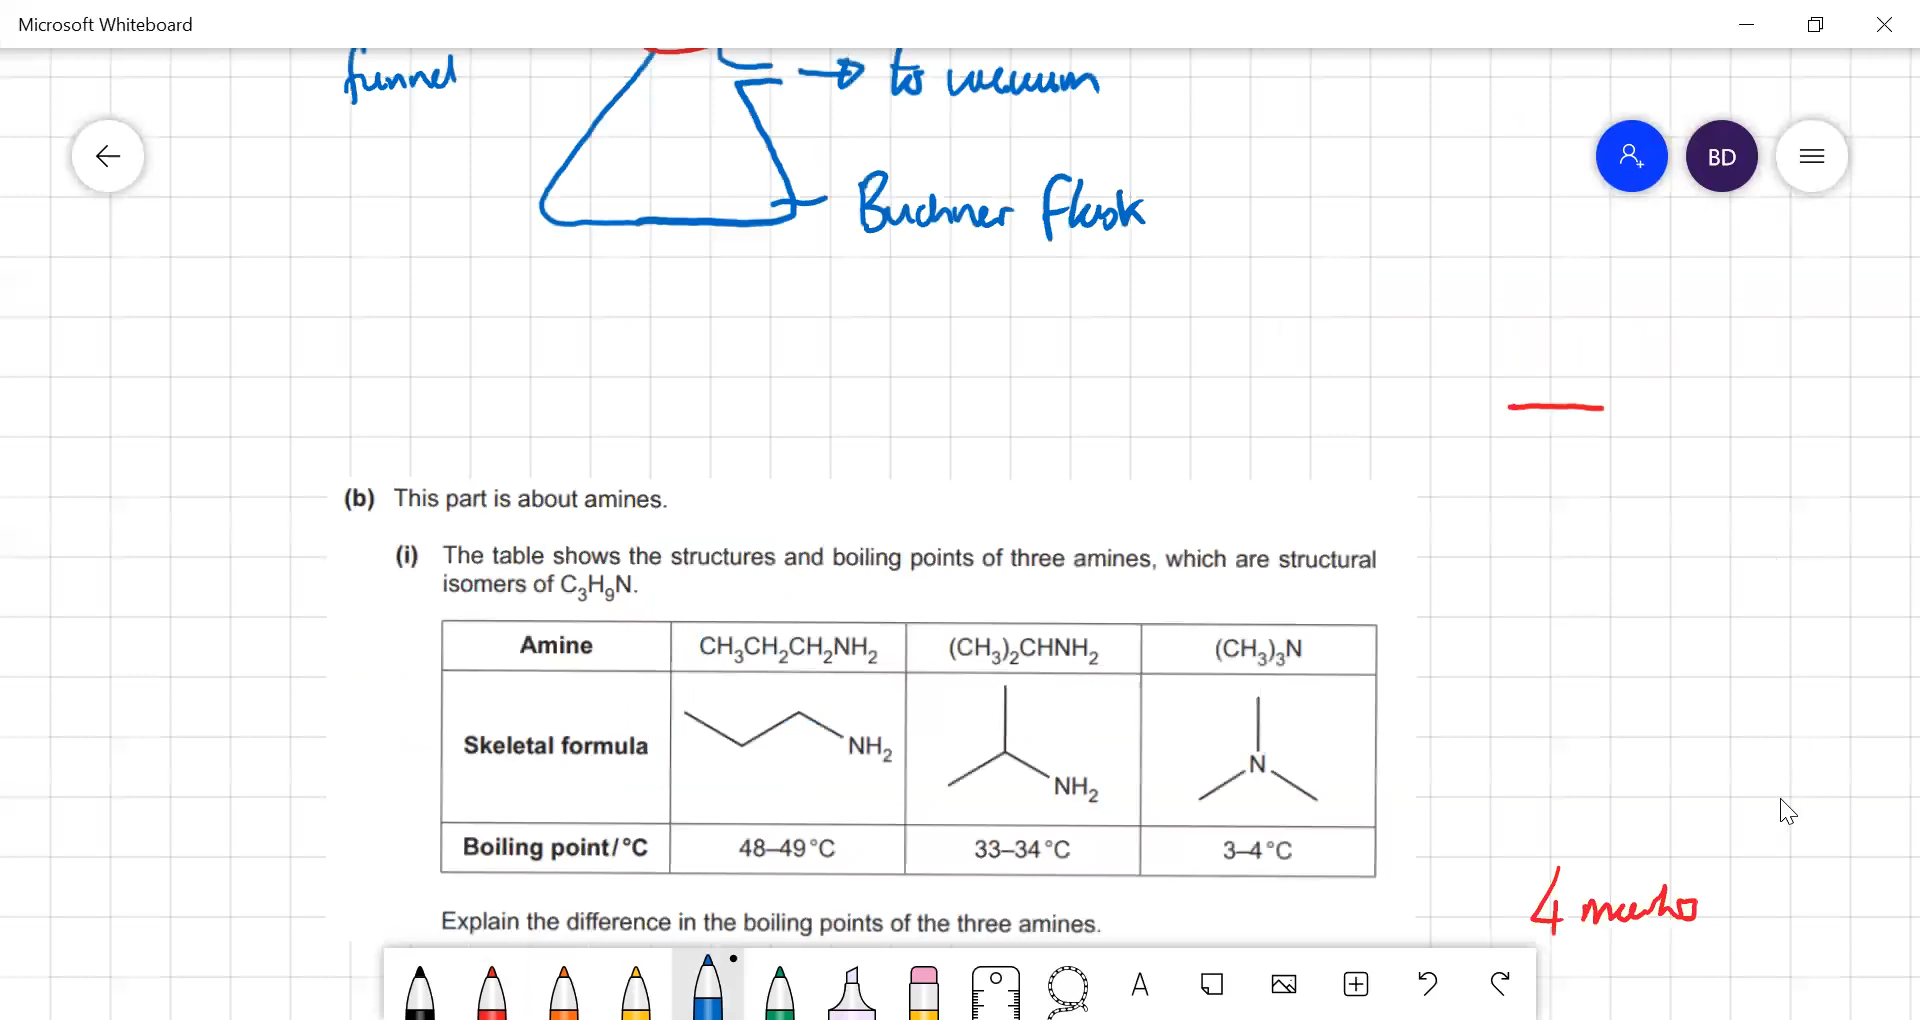 Microsoft Whiteboard
funnel
to vacuum
BD
Buchner Flask
(b) This part is about amines.
(i) The table shows the structures and boiling points of three amines, which are structural
isomers of C₃H₉N.
Amine CH₃CH₂CH₂NH₂ (CH₃)₂CHNH₂ (CH₃)₃N
Skeletal formula NH₂ NH₂ N
Boiling point/°C 48–49°C 33–34°C 3–4°C
4 marks
Explain the difference in the boiling points of the three amines.
A